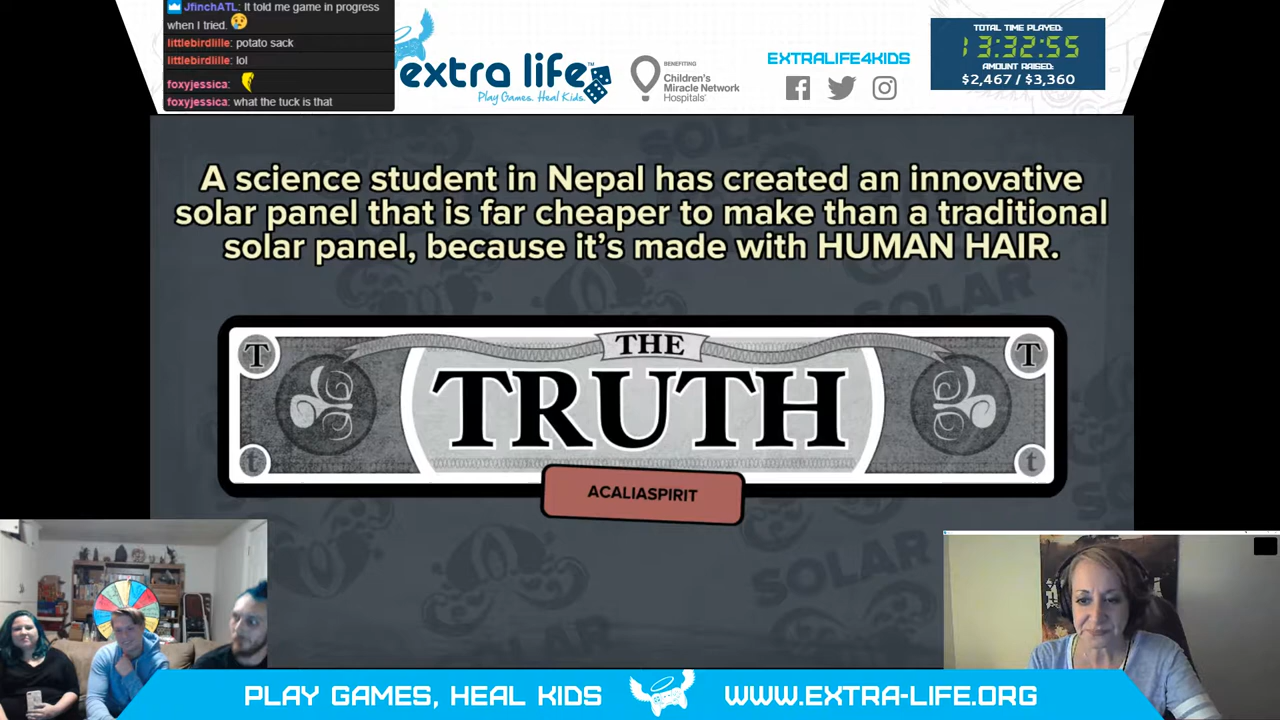 JfinchATL: It told me game in progress
when I tried.
littlebirdlille: potato sack
littlebirdlille: lol
foxyjessica:
foxyjessica: what the tuck is that
extra life
Play Games. Heal Kids.
BENEFITING
Children's
Miracle Network
Hospitals
EXTRALIFE4KIDS
TOTAL TIME PLAYED:
13:32:55
AMOUNT RAISED:
$2,467 / $3,360
A science student in Nepal has created an innovative
solar panel that is far cheaper to make than a traditional
solar panel, because it's made with HUMAN HAIR.
T
THE
T
TRUTH
t
t
ACALIASPIRIT
SOLAR
SOLAR
SOLAR
SOLAR
PLAY GAMES, HEAL KIDS
WWW.EXTRA-LIFE.ORG